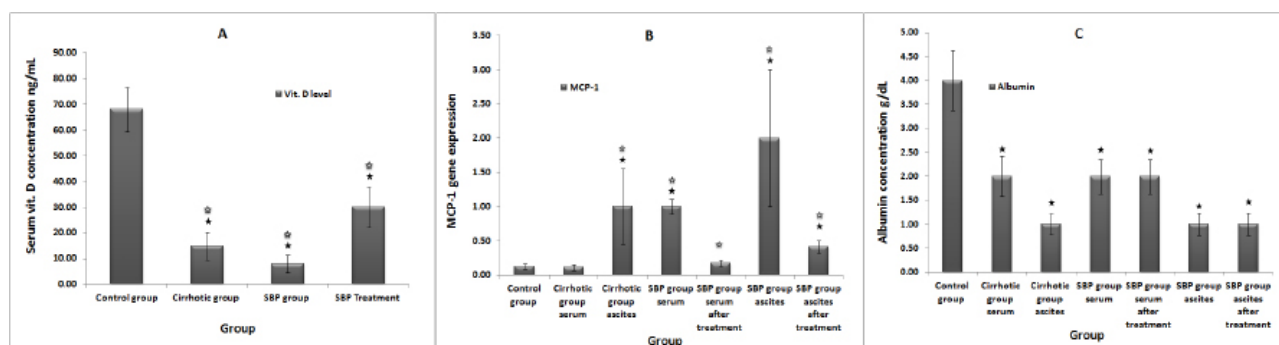 A
Serum vit. D concentration ng/mL
90.00
80.00
70.00
60.00
50.00
40.00
30.00
20.00
10.00
0.00
Vit. D level
Control group
Cirrhotic group
SBP group
SBP Treatment
Group
B
MCP-1 gene expression
3.50
3.00
2.50
2.00
1.50
1.00
0.50
0.00
MCP-1
Control
group
Cirrhotic
group
serum
Cirrhotic
group
ascites
SBP group
serum
SBP group
serum after
treatment
SBP group
ascites
SBP group
ascites after
treatment
Group
C
Albumin concentration g/dL
5.00
4.50
4.00
3.50
3.00
2.50
2.00
1.50
1.00
0.50
0.00
Albumin
Control
group
Cirrhotic
group
serum
Cirrhotic
group
ascites
SBP group
serum
SBP group
serum
after
treatment
SBP group
ascites
SBP group
ascites
after
treatment
Group